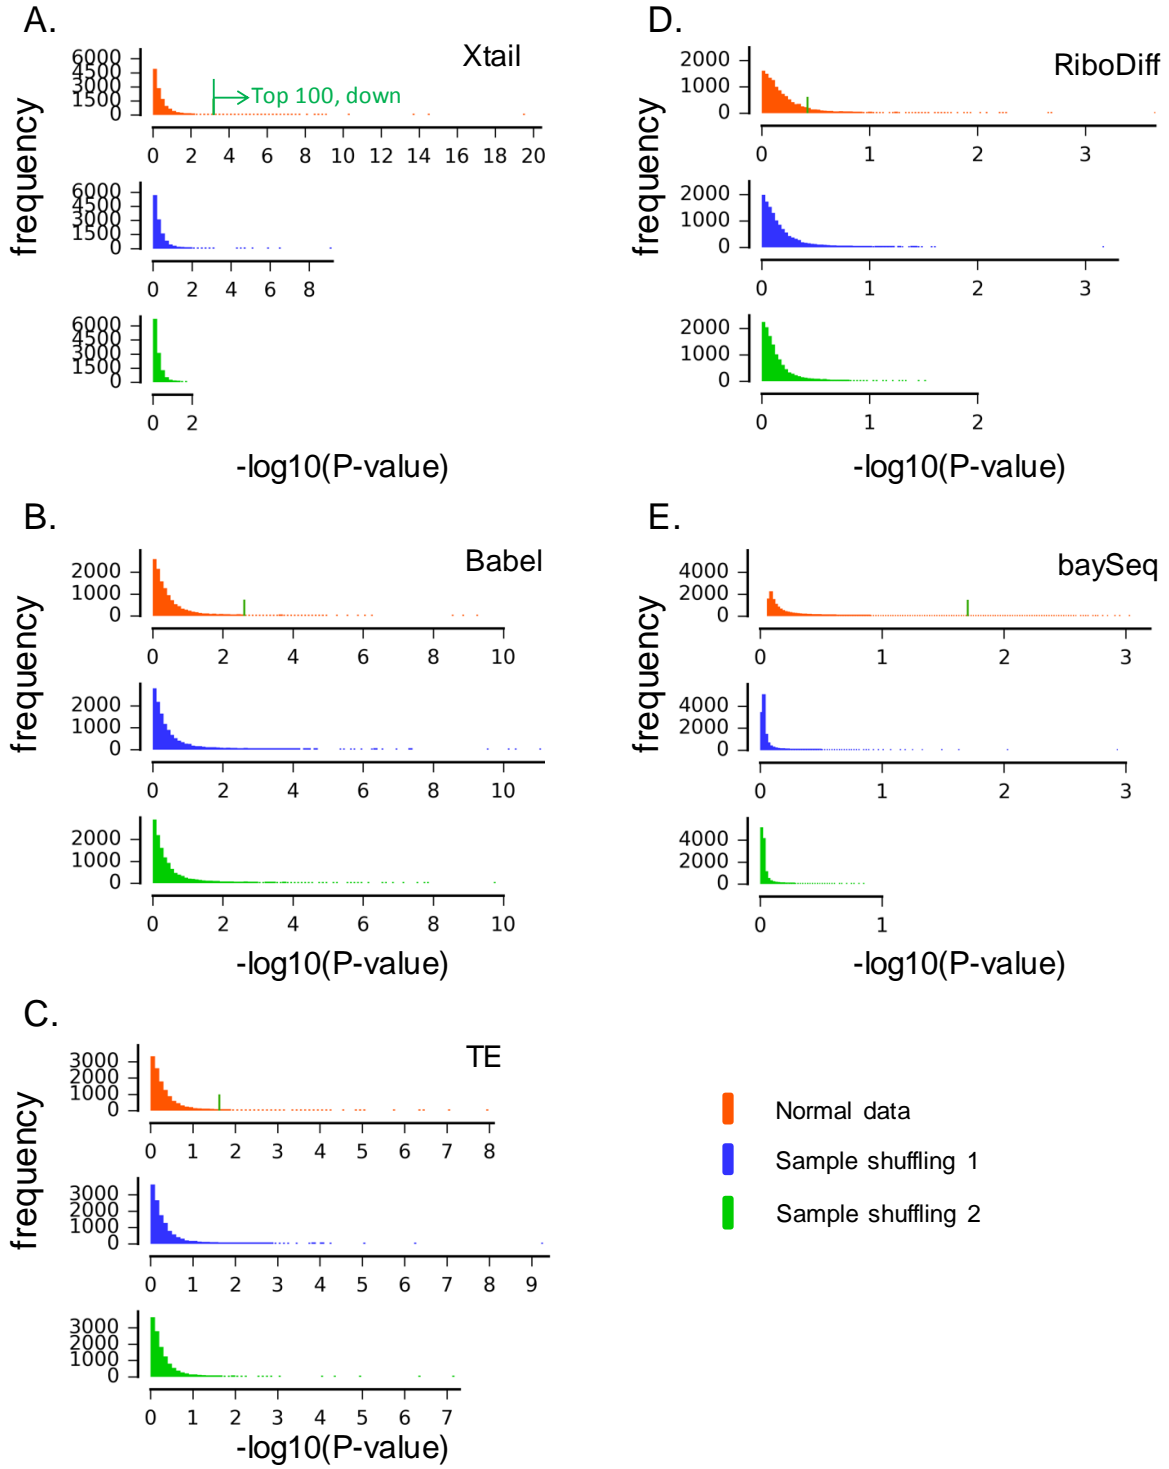 A.
Xtail
6000
4500
3000
1500
0
Top 100, down
0 2 4 6 8 10 12 14 16 18 20
6000
4500
3000
1500
0
0 2 4 6 8
6000
4500
3000
1500
0
0 2
frequency
-log10(P-value)
D.
RiboDiff
2000
1000
0
0 1 2 3
2000
1000
0
0 1 2 3
2000
1000
0
0 1 2
frequency
-log10(P-value)
B.
Babel
2000
1000
0
0 2 4 6 8 10
2000
1000
0
0 2 4 6 8 10
2000
1000
0
0 2 4 6 8 10
frequency
-log10(P-value)
E.
baySeq
4000
2000
0
0 1 2 3
4000
2000
0
0 1 2 3
4000
2000
0
0 1
frequency
-log10(P-value)
C.
TE
3000
2000
1000
0
0 1 2 3 4 5 6 7 8
3000
2000
1000
0
0 1 2 3 4 5 6 7 8 9
3000
2000
1000
0
0 1 2 3 4 5 6 7
frequency
-log10(P-value)
Normal data
Sample shuffling 1
Sample shuffling 2